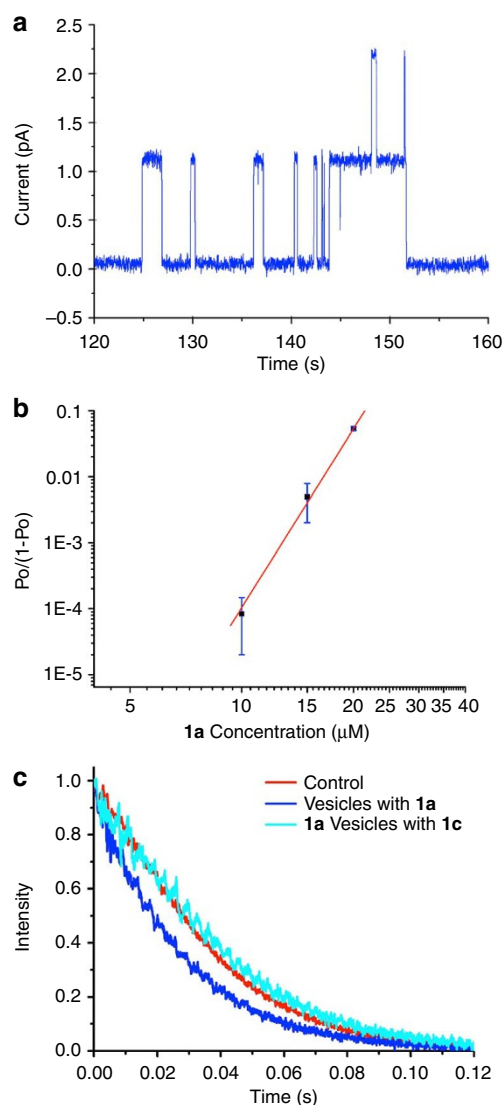 a
2.5
2.0
1.5
1.0
0.5
0.0
–0.5
Current (pA)
120 130 140 150 160
Time (s)
b
0.1
0.01
1E-3
1E-4
1E-5
Po/(1-Po)
5 10 15 20 25 30 35 40
1a Concentration (μM)
c
Control
Vesicles with 1a
1a Vesicles with 1c
1.0
0.8
0.6
0.4
0.2
0.0
Intensity
0.00 0.02 0.04 0.06 0.08 0.10 0.12
Time (s)